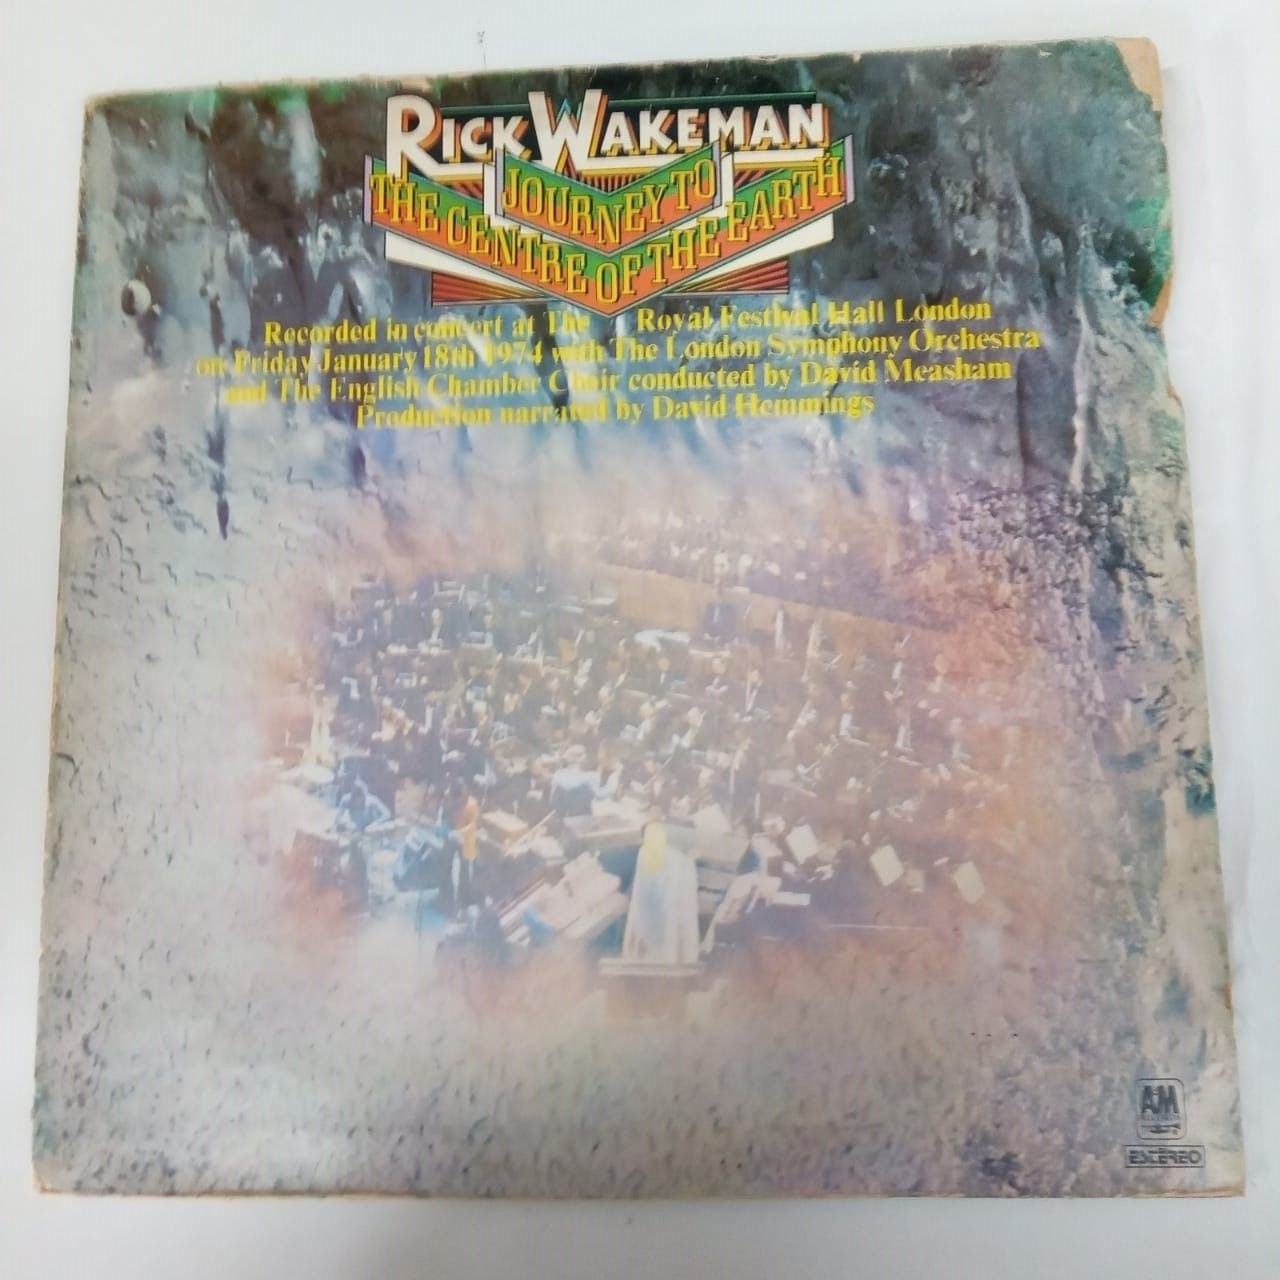 RICK WAKEMAN
JOURNEY TO
THE CENTRE OF THE EARTH
Recorded in concert at The Royal Festival Hall London
on Friday January 18th 1974 with The London Symphony Orchestra
and The English Chamber Choir conducted by David Measham
Production narrated by David Hemmings
A&M
ESTÉREO